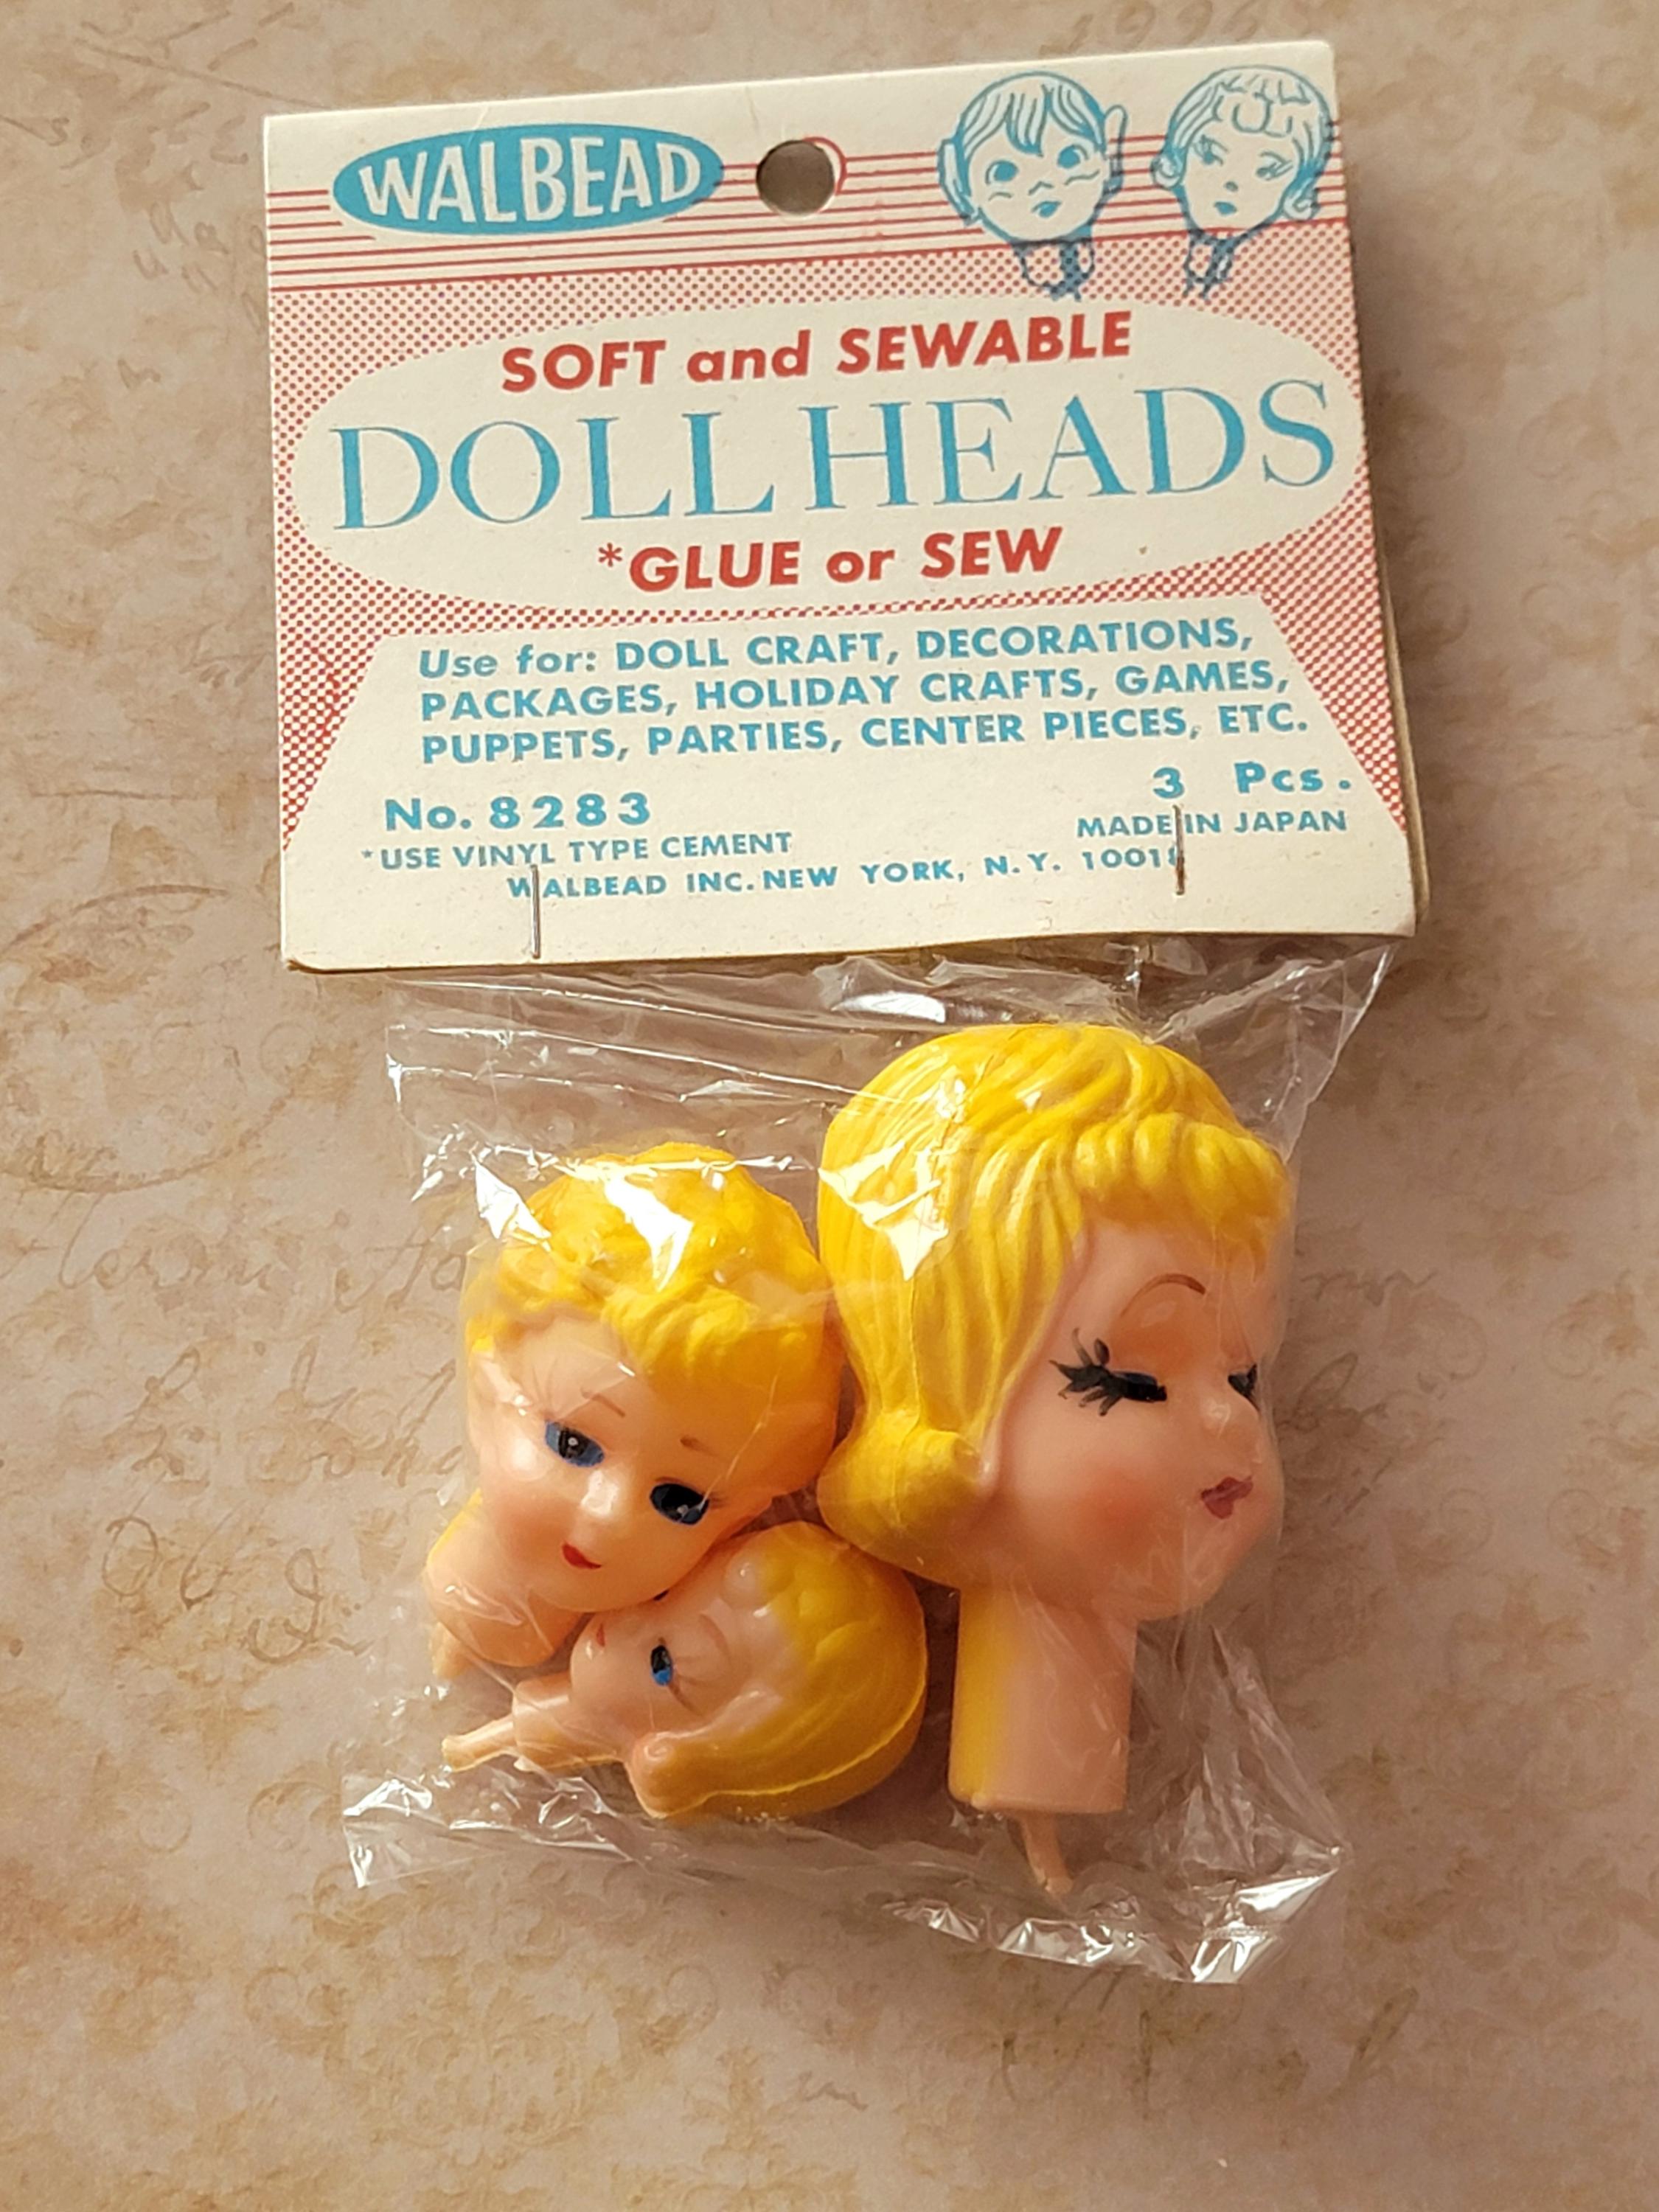 WALBEAD
SOFT and SEWABLE
DOLL HEADS
*GLUE or SEW
Use for: DOLL CRAFT, DECORATIONS,
PACKAGES, HOLIDAY CRAFTS, GAMES,
PUPPETS, PARTIES, CENTER PIECES, ETC.
No. 8283
3 Pcs.
*USE VINYL TYPE CEMENT
MADE IN JAPAN
WALBEAD INC. NEW YORK, N.Y.